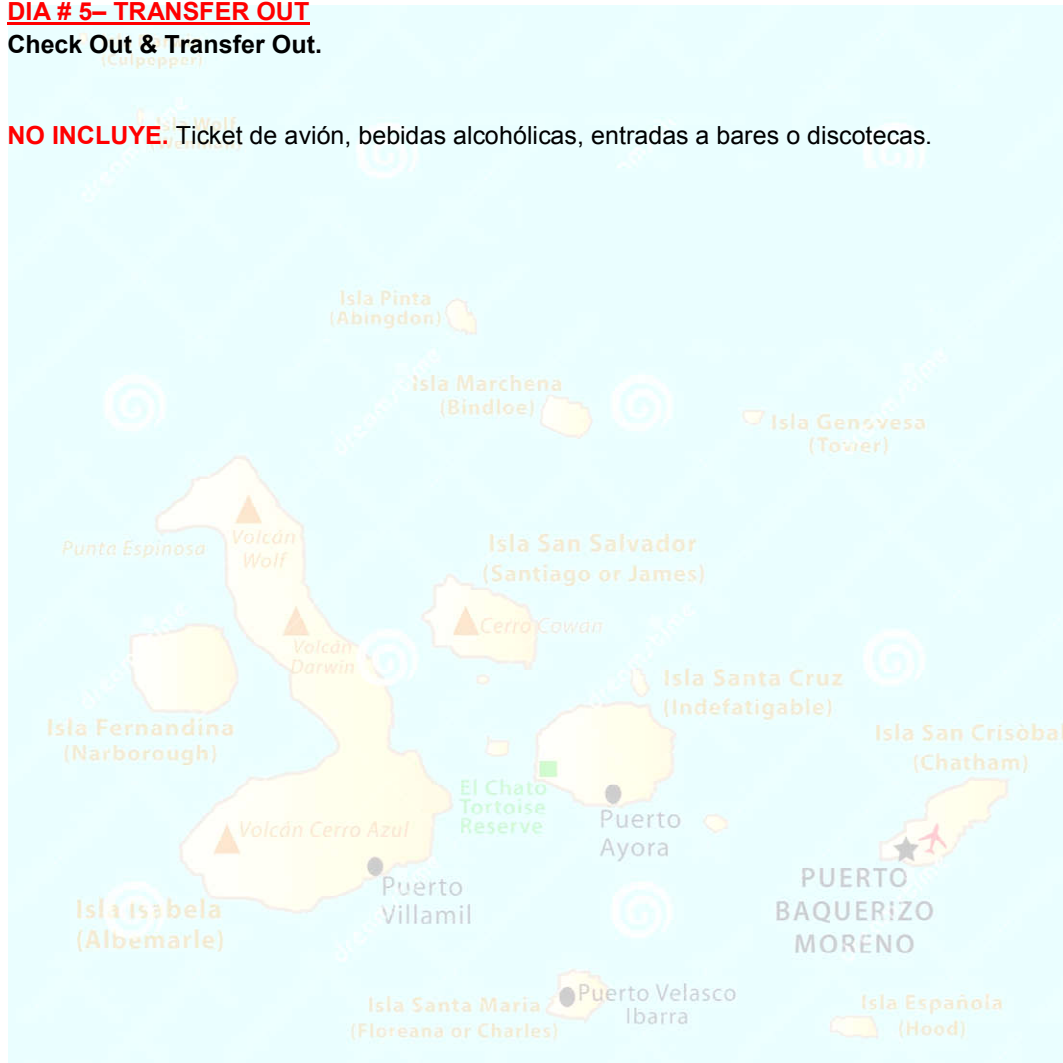 DIA # 5– TRANSFER OUT
Check Out & Transfer Out.
(Culpepper)
Isla Wolf
NO INCLUYE. Ticket de avión, bebidas alcohólicas, entradas a bares o discotecas.
Isla Pinta
(Abingdon)
Isla Marchena
(Bindloe)
Isla Genovesa
(Tower)
Punta Espinosa
Volcán
Wolf
Isla San Salvador
(Santiago or James)
Cerro Cowan
Volcán
Darwin
Isla Santa Cruz
(Indefatigable)
Isla Fernandina
(Narborough)
Isla San Crisòbal
(Chatham)
El Chato
Tortoise
Reserve
Puerto
Ayora
Volcán Cerro Azul
Puerto
Villamil
PUERTO
BAQUERIZO
MORENO
Isla Isabela
(Albemarle)
Puerto Velasco
Ibarra
Isla Santa Maria
(Floreana or Charles)
Isla Española
(Hood)